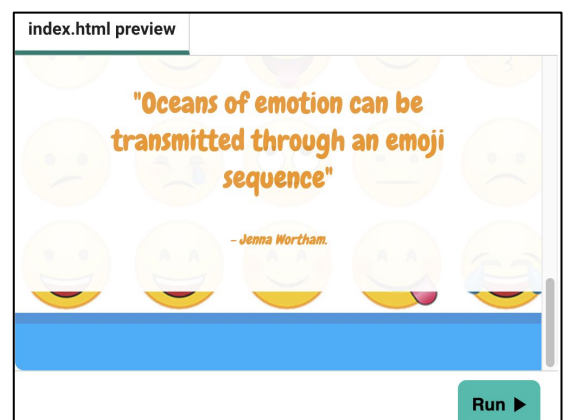 index.html preview
"Oceans of emotion can be
transmitted through an emoji
sequence"
- Jenna Wortham.
Run